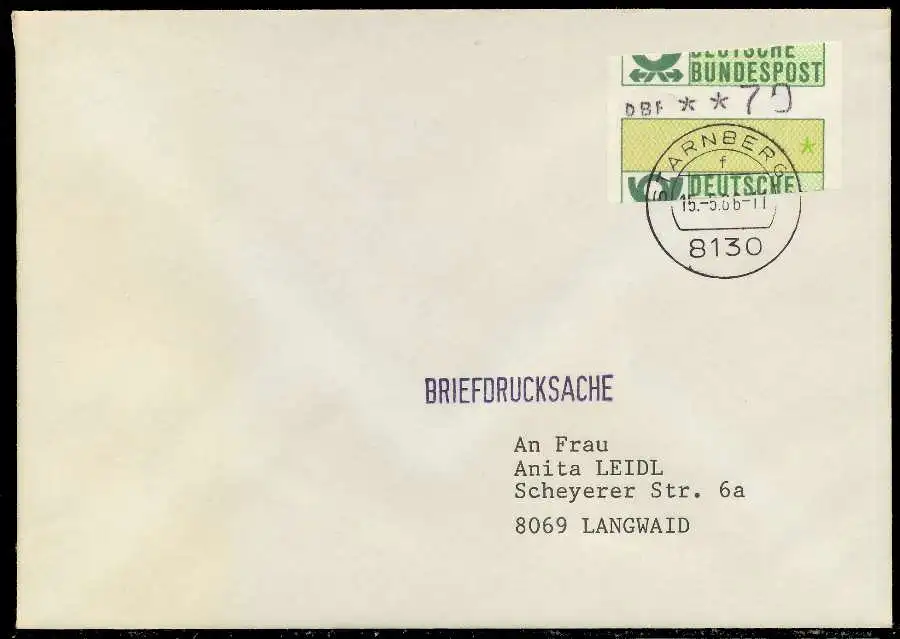 DEUTSCHE
BUNDESPOST
DBP **70
*
DEUTSCHE
STARNBERG
f
15.-5.86-11
8130
BRIEFDRUCKSACHE
An Frau
Anita LEIDL
Scheyerer Str. 6a
8069 LANGWAID